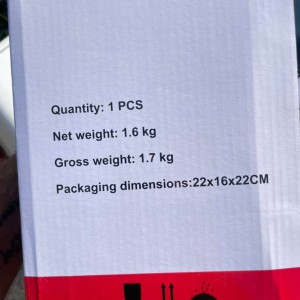 Quantity: 1 PCS
Net weight: 1.6 kg
Gross weight: 1.7 kg
Packaging dimensions:22x16x22CM